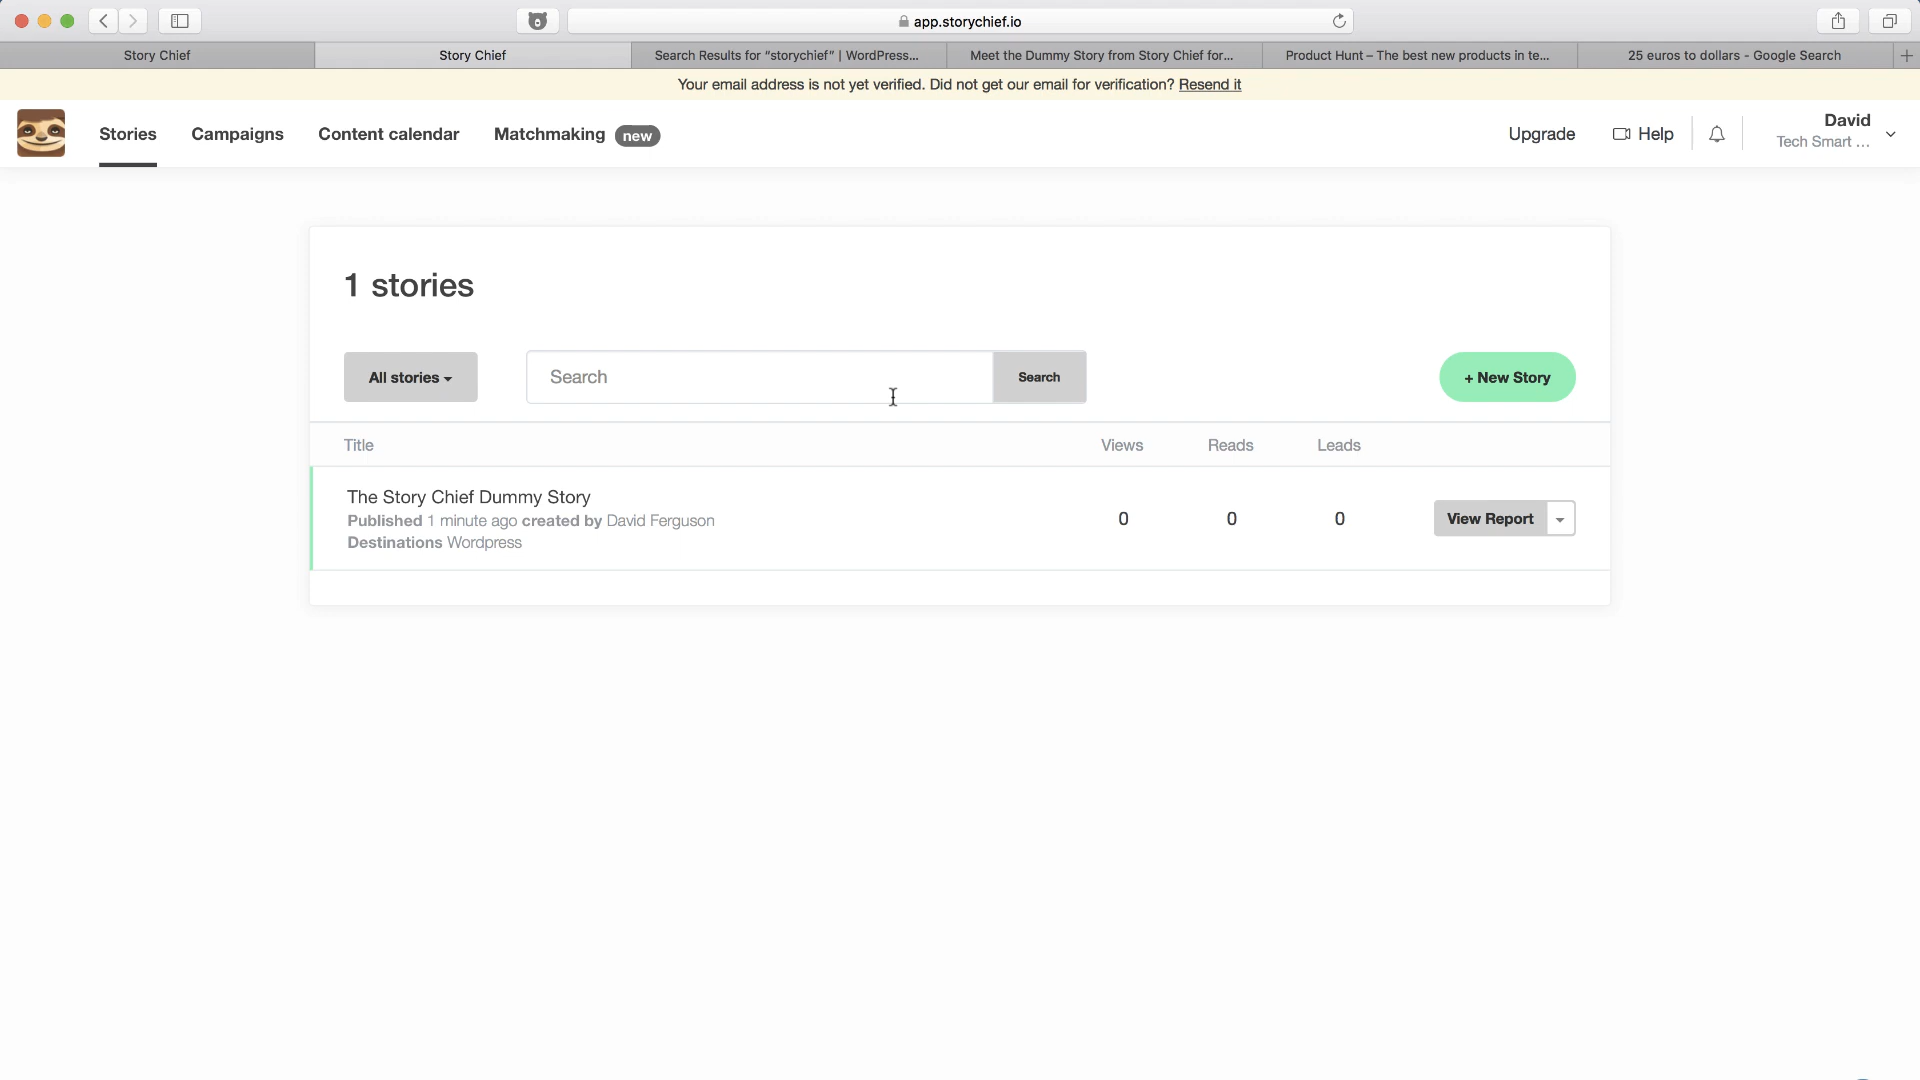 app.storychief.io
Story Chief
Story Chief
Search Results for “storychief” | WordPress...
Meet the Dummy Story from Story Chief for...
Product Hunt – The best new products in te...
25 euros to dollars - Google Search
Your email address is not yet verified. Did not get our email for verification? Resend it
Stories
Campaigns
Content calendar
Matchmaking new
Upgrade
Help
David
Tech Smart ...
1 stories
All stories
Search
Search
+ New Story
Title
Views
Reads
Leads
The Story Chief Dummy Story
Published 1 minute ago created by David Ferguson
Destinations Wordpress
0
0
0
View Report